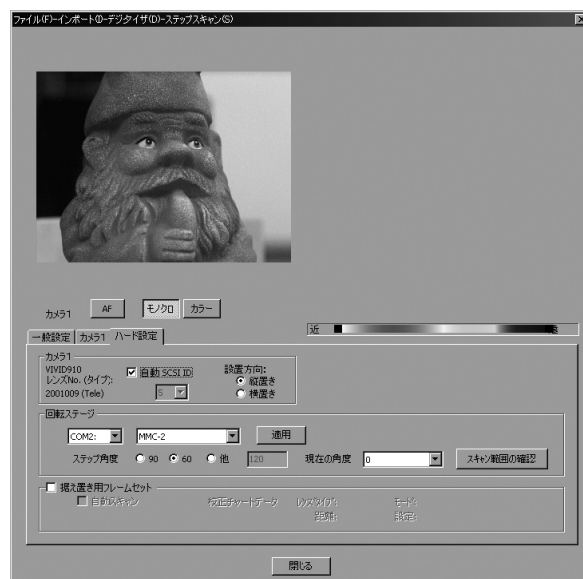 ファイル(F)-インポート(I)-デジタイザ(D)-ステップスキャン(S)
カメラ1 AF モノクロ カラー
近 遠
一般設定 カメラ1 ハード設定
カメラ1
VIVID910 自動 SCSI ID 設置方向:
レンズNo. (タイプ): 5 縦置き
2001009 (Tele) 横置き
回転ステージ
COM2: MMC-2 適用
ステップ角度 90 60 他 120 現在の角度 0 スキャン範囲の確認
据え置き用フレームセット
自動スキャン 校正チャートデータ レンズタイプ: モード:
距離: 設定:
閉じる